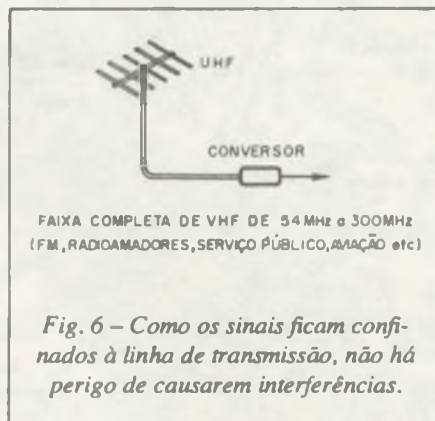 UHF
CONVERSOR
FAIXA COMPLETA DE VHF DE 54MHz a 300MHz
(FM, RADIOAMADORES, SERVIÇO PÚBLICO, AVIAÇÃO etc)
Fig. 6 – Como os sinais ficam confi-
nados à linha de transmissão, não há
perigo de causarem interferências.